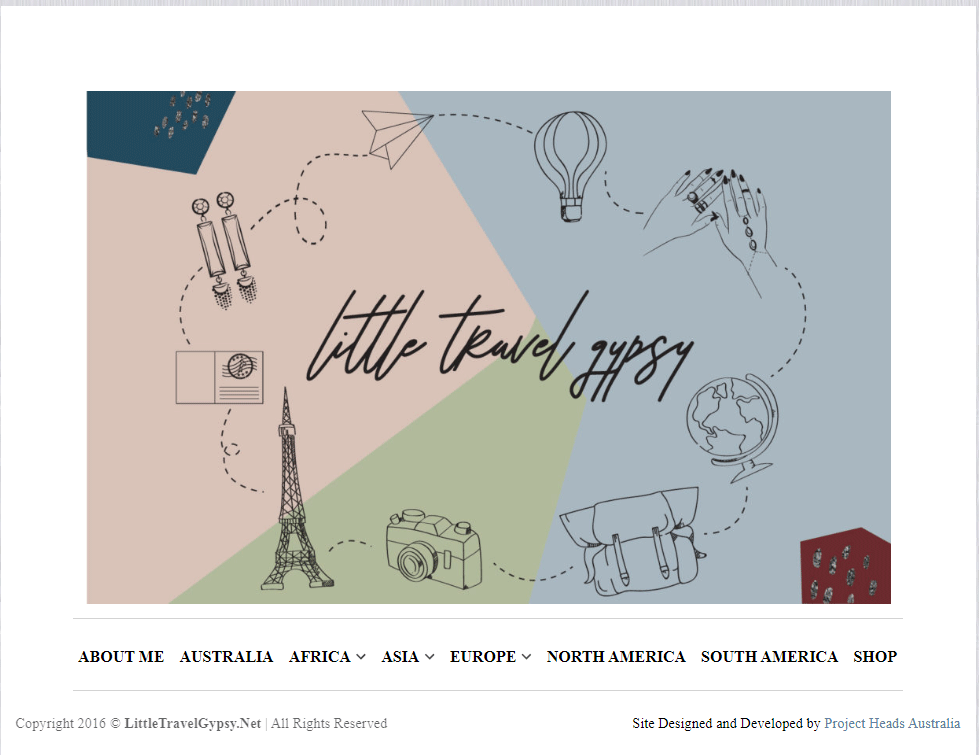 little travel gypsy
ABOUT ME AUSTRALIA AFRICA ASIA EUROPE NORTH AMERICA SOUTH AMERICA SHOP
Copyright 2016 © LittleTravelGypsy.Net | All Rights Reserved Site Designed and Developed by Project Heads Australia